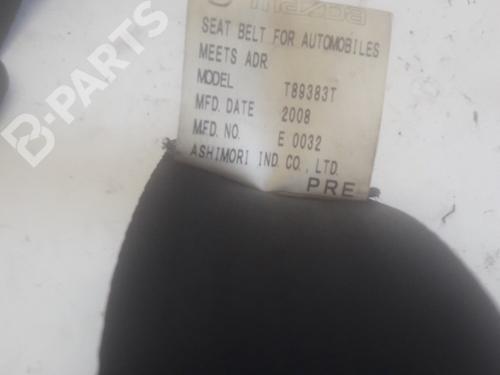 mazda
SEAT BELT FOR AUTOMOBILES
MEETS ADR
MODEL T89383T
MFD. DATE 2008
MFD. NO. E 0032
ASHIMORI IND. CO., LTD.
PRE
B-PARTS